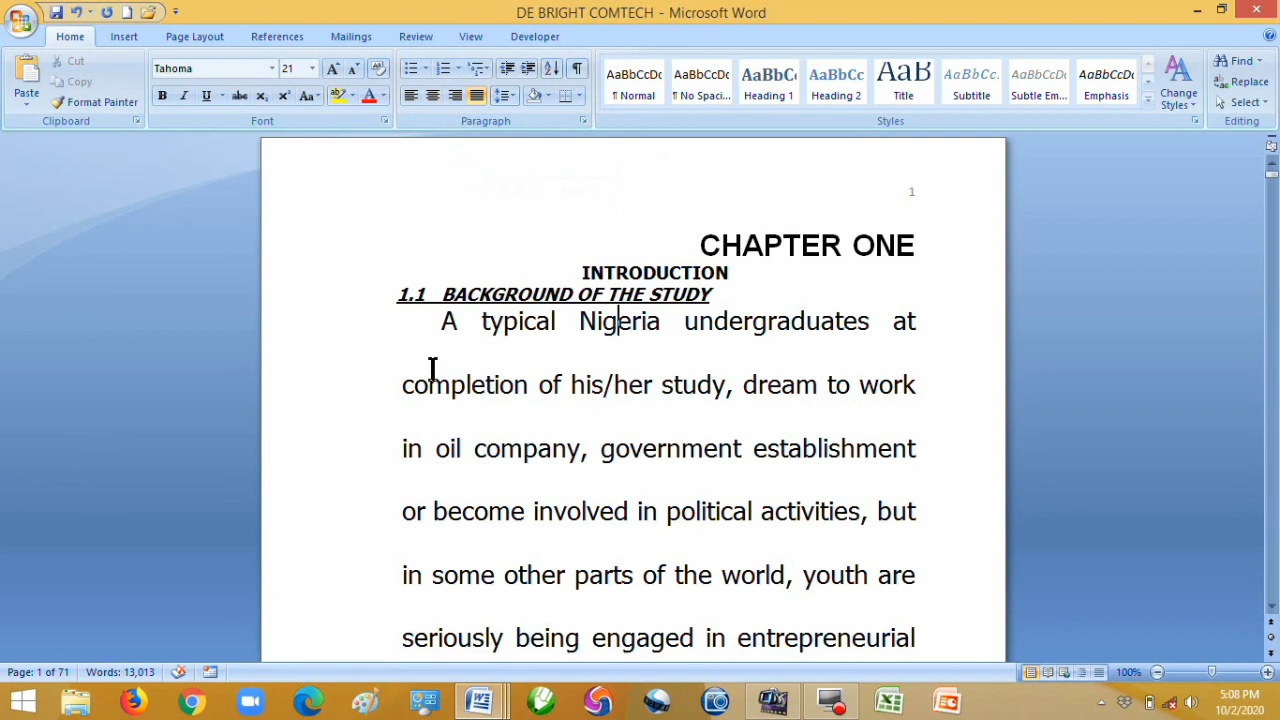 DE BRIGHT COMTECH - Microsoft Word
Home Insert Page Layout References Mailings Review View Developer
Paste
Cut
Copy
Format Painter
Clipboard
Tahoma 21
B I U abc x₂ x² Aa
Font
Paragraph
AaBbCcDc AaBbCcDc AaBbC AaBbCc AaB AaBbCc. AaBbCcDc AaBbCcDc
¶ Normal ¶ No Spaci... Heading 1 Heading 2 Title Subtitle Subtle Em... Emphasis
Change Styles
Styles
Find
Replace
Select
Editing
1
CHAPTER ONE
INTRODUCTION
1.1 BACKGROUND OF THE STUDY
A typical Nigeria undergraduates at
completion of his/her study, dream to work
in oil company, government establishment
or become involved in political activities, but
in some other parts of the world, youth are
seriously being engaged in entrepreneurial
Page: 1 of 71 Words: 13,013 100%
5:08 PM
10/2/2020